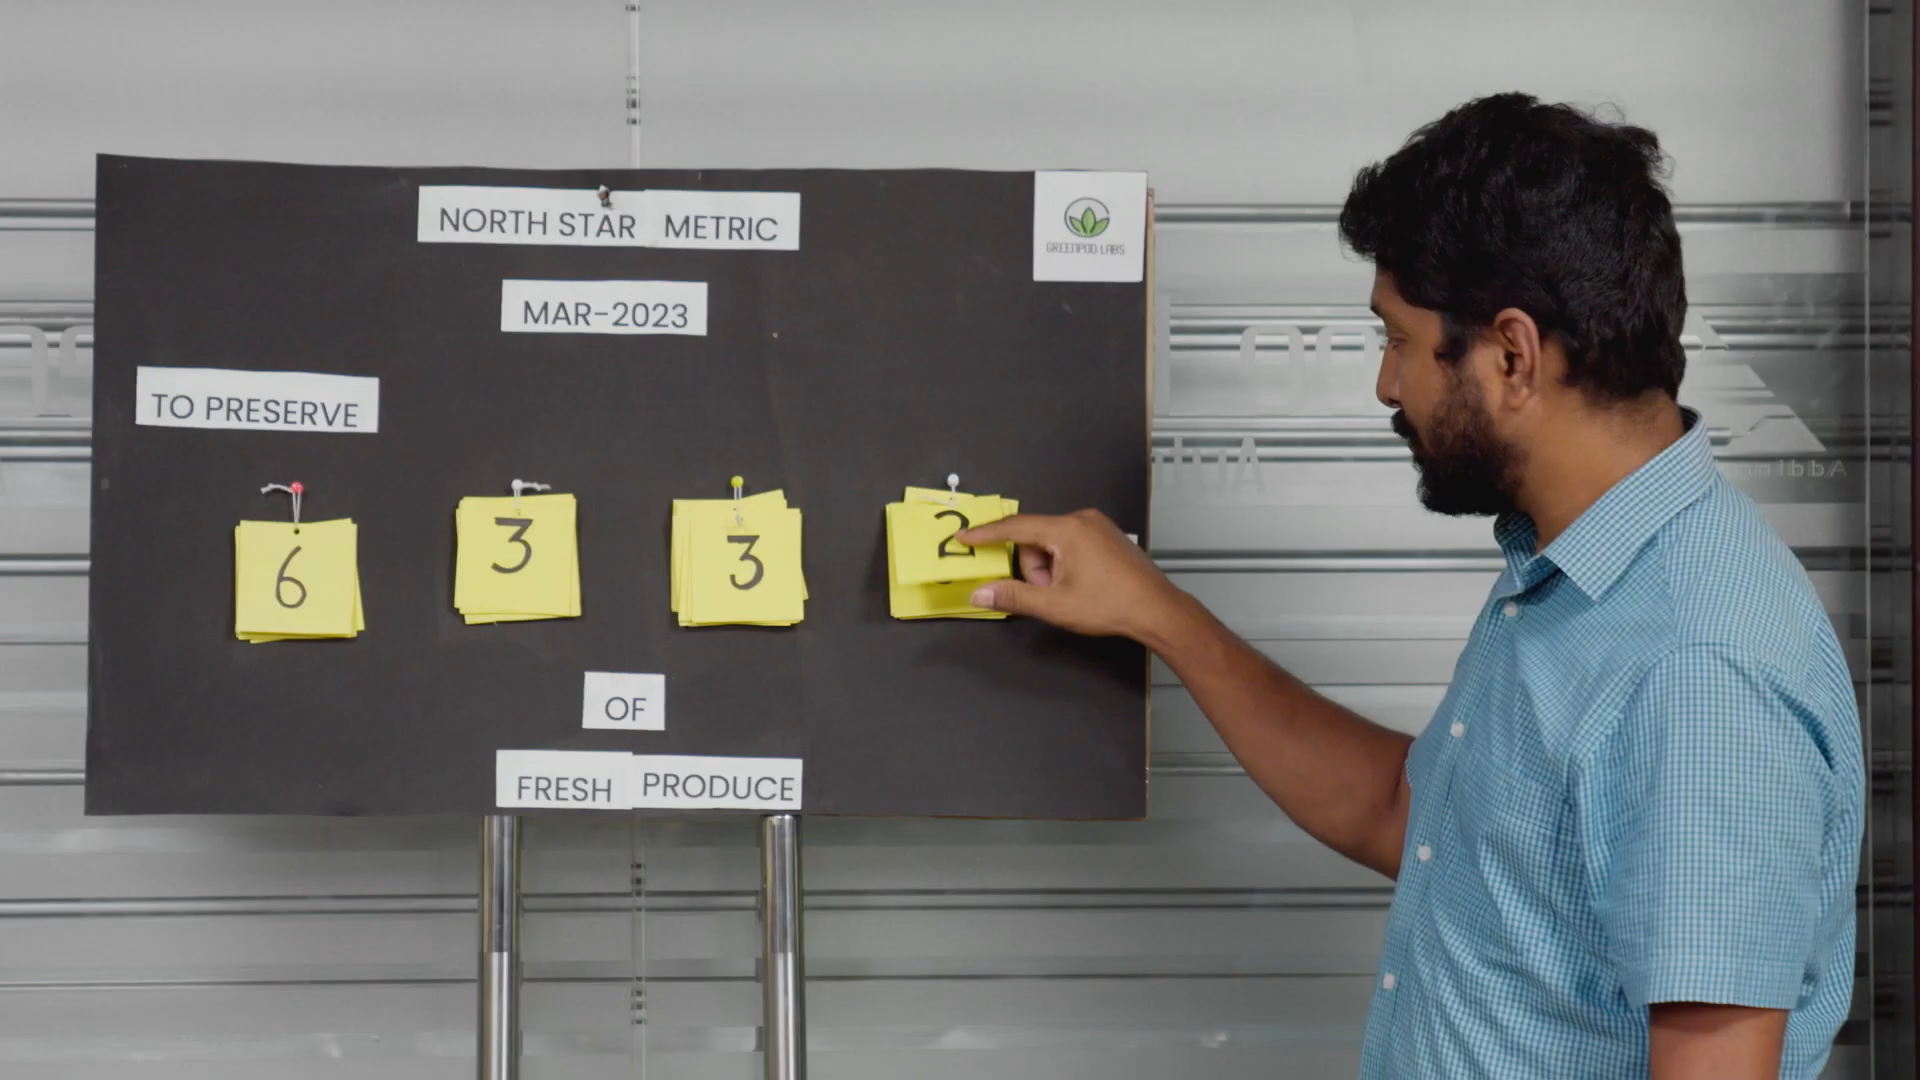 NORTH STAR METRIC
GREENPOD LABS
MAR-2023
TO PRESERVE
6 3 3 2
OF
FRESH PRODUCE